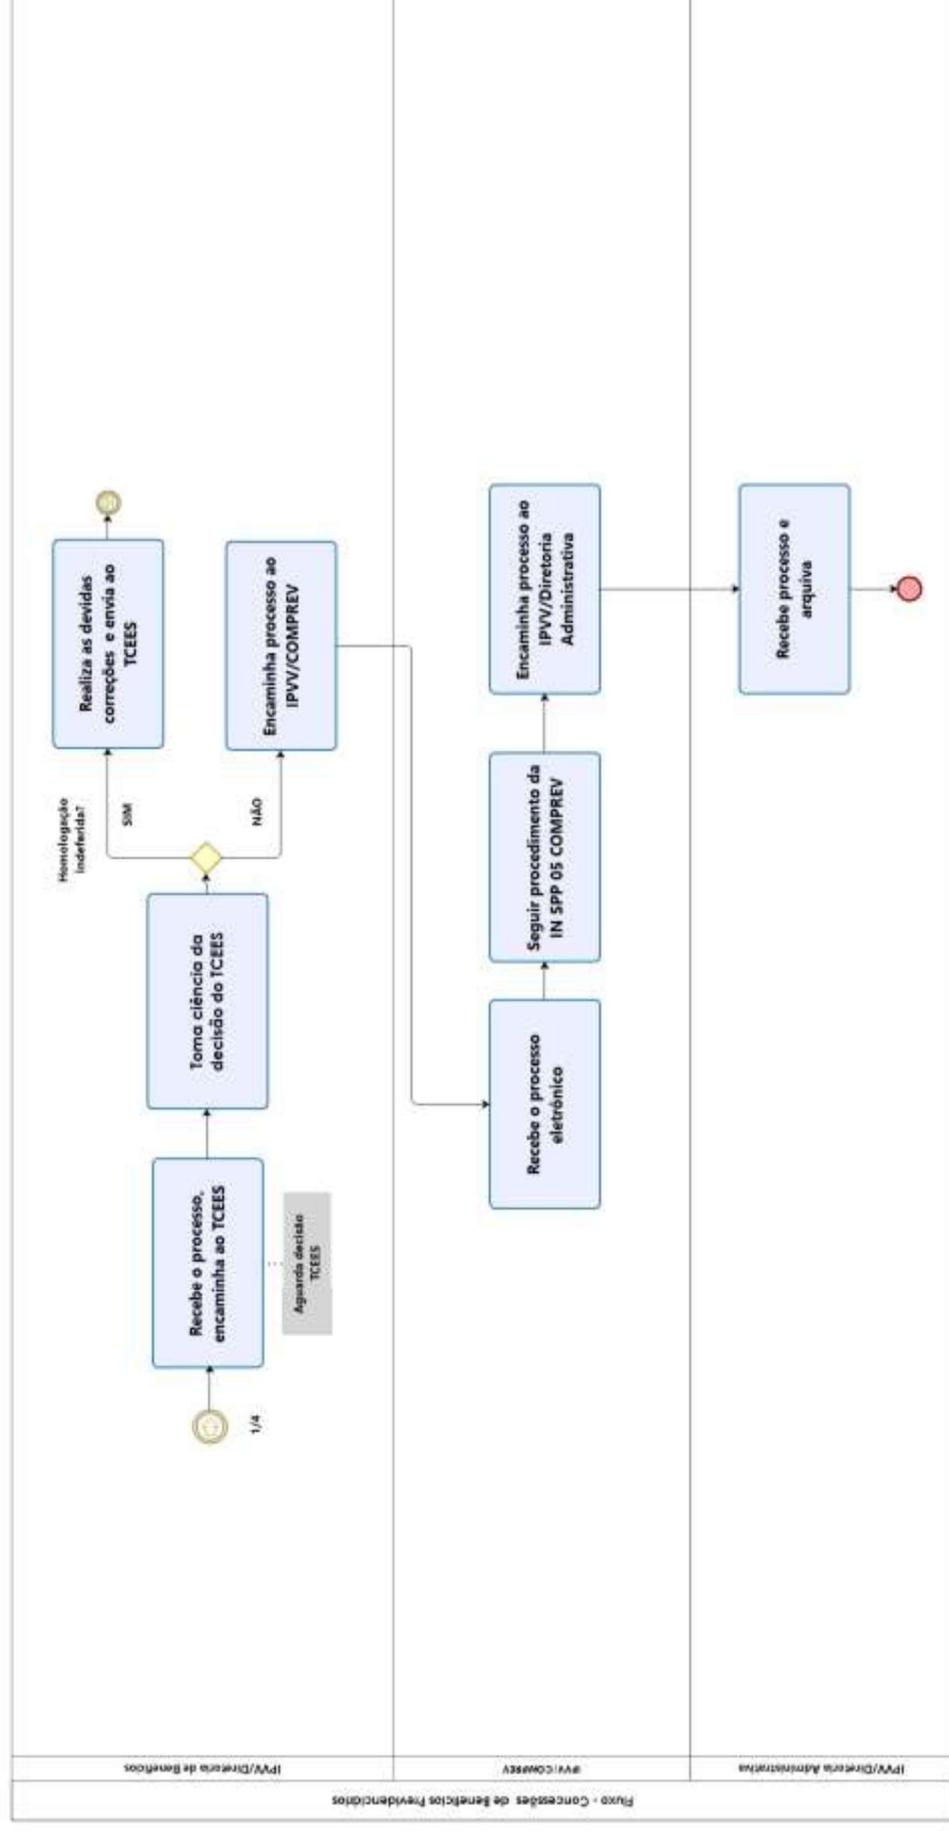 Fluxo - Concessões de Benefícios Previdenciários
IPVV/Diretoria de Benefícios
1/4
Recebe o processo,
encaminha ao TCEES
Aguarda decisão
TCEES
Toma ciência da
decisão do TCEES
Homologação
indeferida?
SIM
NÃO
Realiza as devidas
correções e envia ao
TCEES
Encaminha processo ao
IPVV/COMPREV
IPVV/COMPREV
Recebe o processo
eletrônico
Seguir procedimento da
IN SPP 05 COMPREV
Encaminha processo ao
IPVV/Diretoria
Administrativa
IPVV/Diretoria Administrativa
Recebe processo e
arquiva